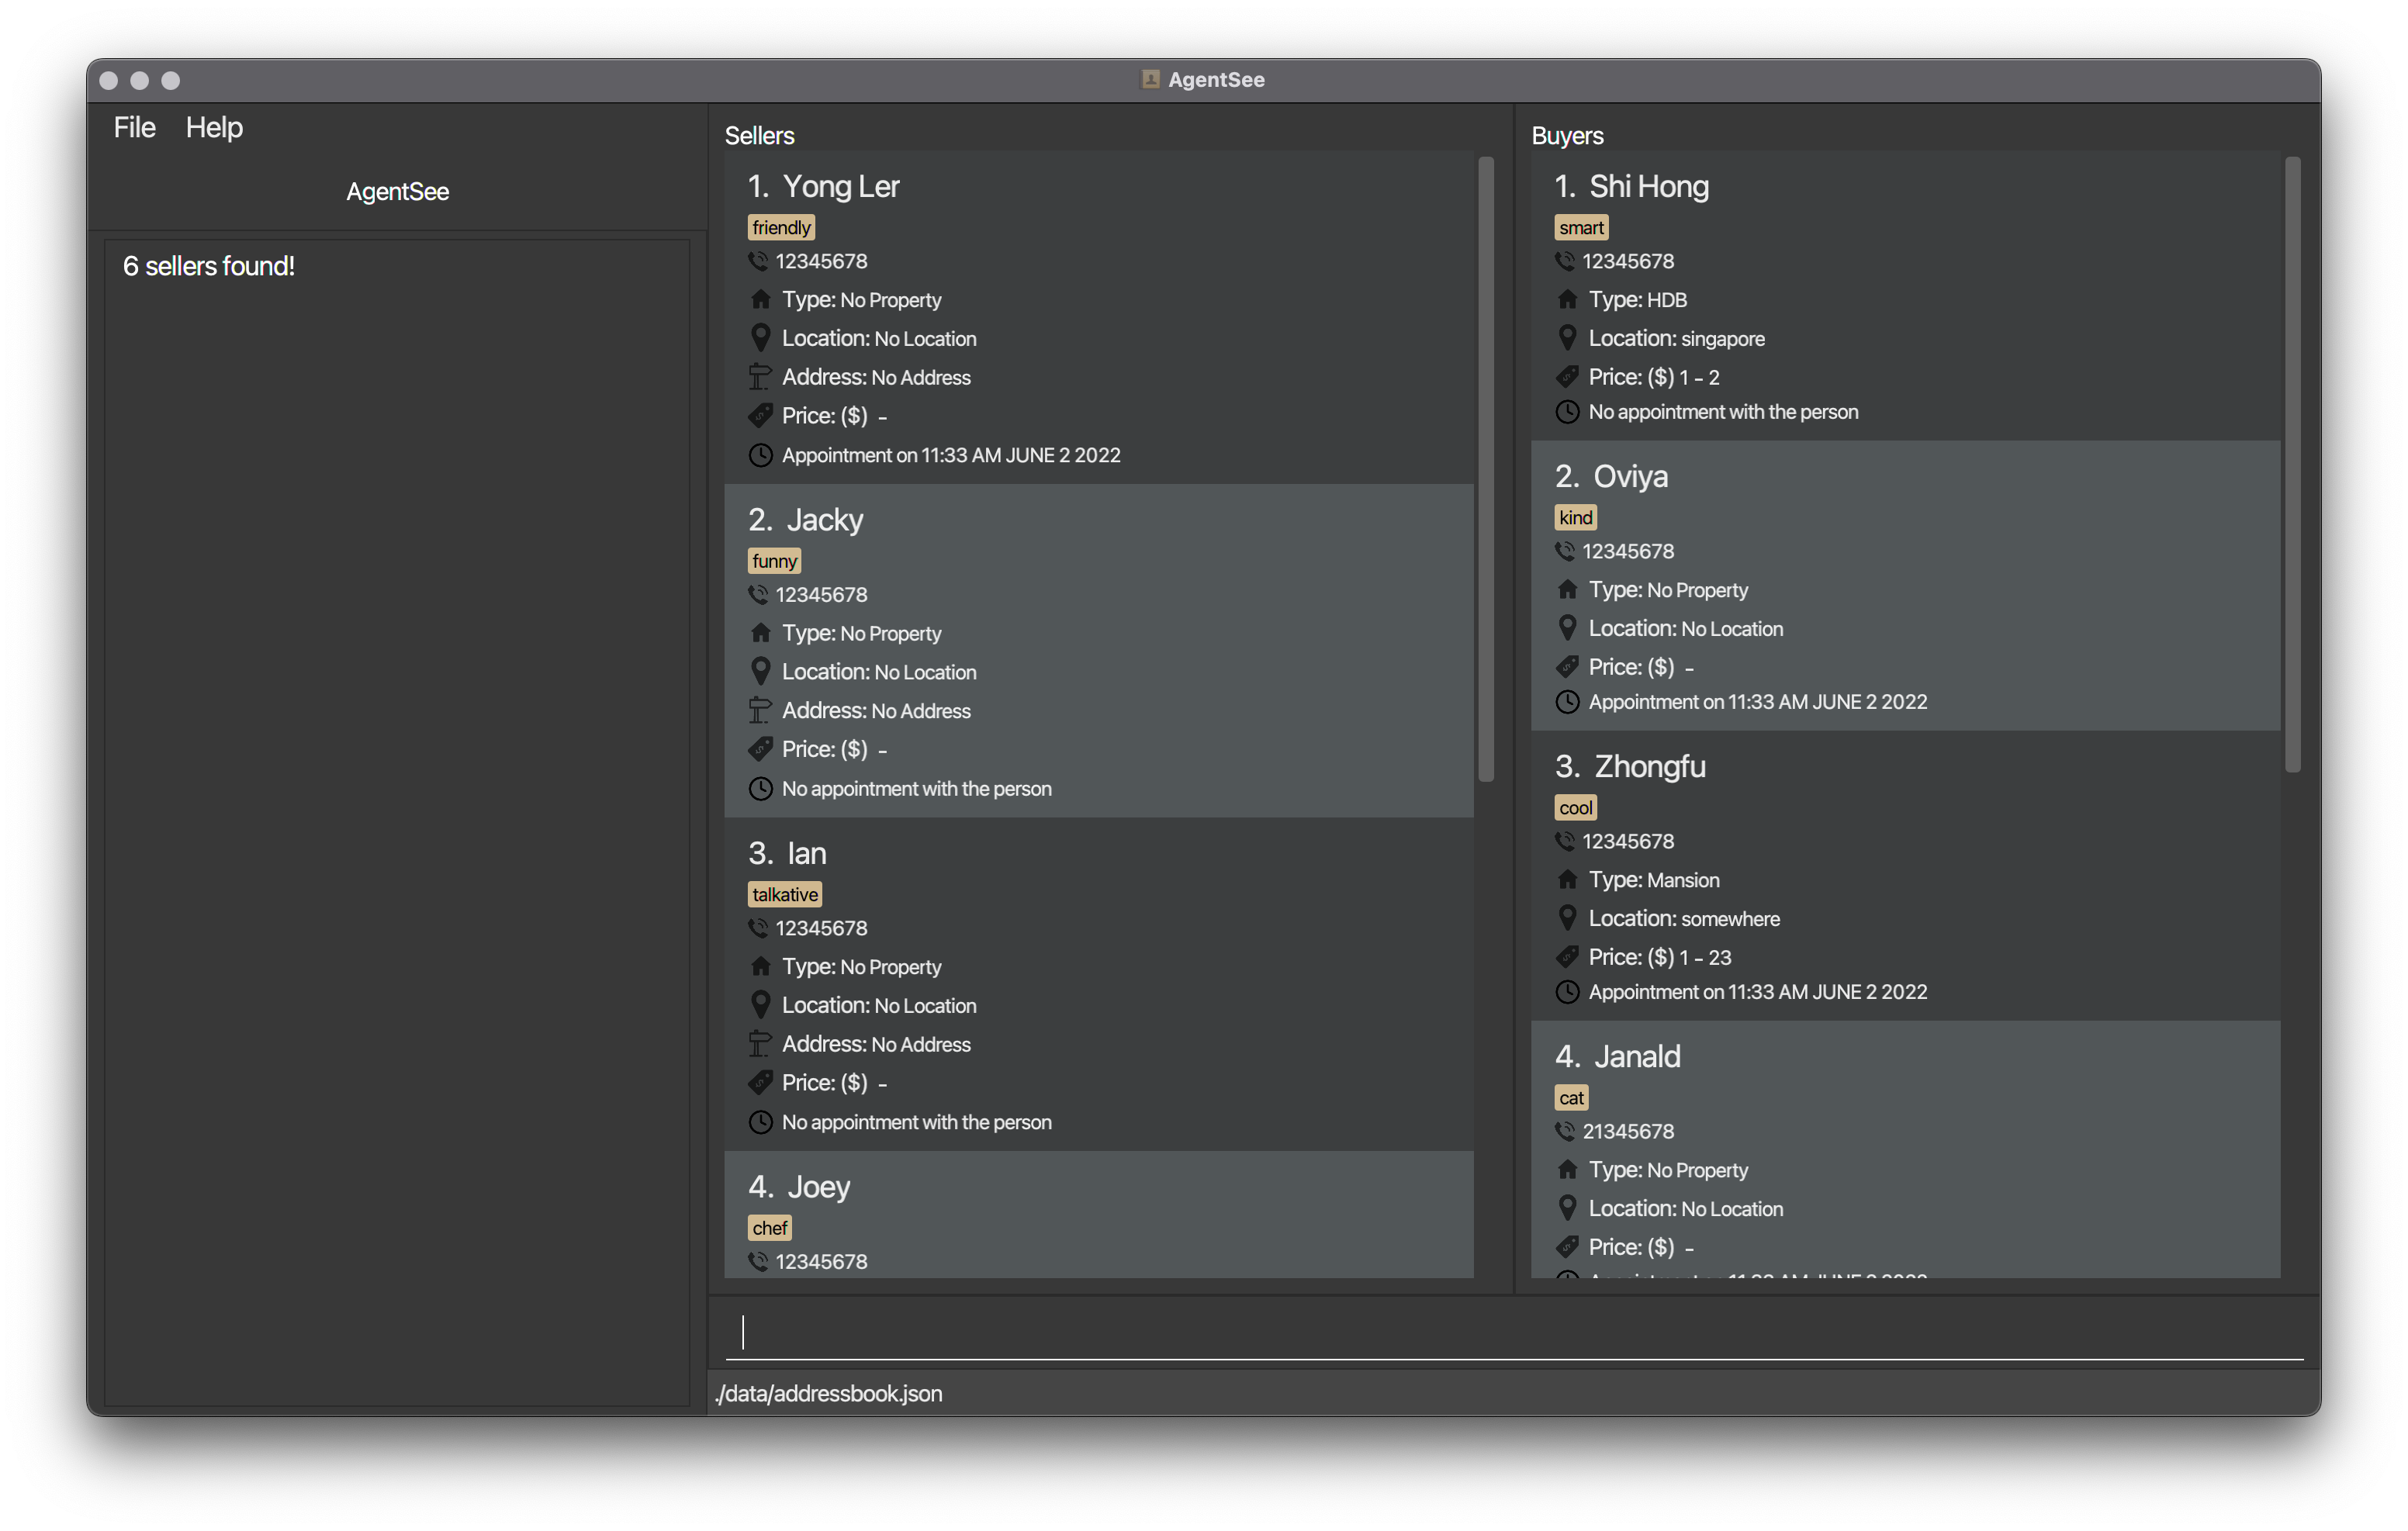 AgentSee
File Help
AgentSee
6 sellers found!
Sellers
1. Yong Ler
friendly
12345678
Type: No Property
Location: No Location
Address: No Address
Price: ($) -
Appointment on 11:33 AM JUNE 2 2022
2. Jacky
funny
12345678
Type: No Property
Location: No Location
Address: No Address
Price: ($) -
No appointment with the person
3. Ian
talkative
12345678
Type: No Property
Location: No Location
Address: No Address
Price: ($) -
No appointment with the person
4. Joey
chef
12345678
Buyers
1. Shi Hong
smart
12345678
Type: HDB
Location: singapore
Price: ($) 1 - 2
No appointment with the person
2. Oviya
kind
12345678
Type: No Property
Location: No Location
Price: ($) -
Appointment on 11:33 AM JUNE 2 2022
3. Zhongfu
cool
12345678
Type: Mansion
Location: somewhere
Price: ($) 1 - 23
Appointment on 11:33 AM JUNE 2 2022
4. Janald
cat
21345678
Type: No Property
Location: No Location
Price: ($) -
./data/addressbook.json